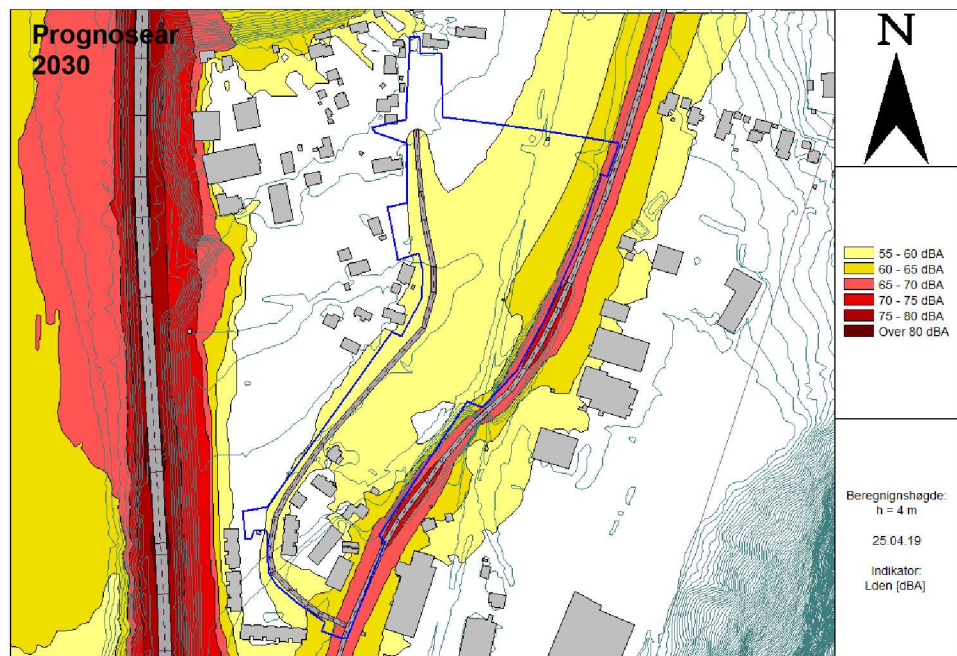 Prognoseår
2030
N
55 - 60 dBA
60 - 65 dBA
65 - 70 dBA
70 - 75 dBA
75 - 80 dBA
Over 80 dBA
Beregnignshøgde:
h = 4 m
25.04.19
Indikator:
Lden [dBA]